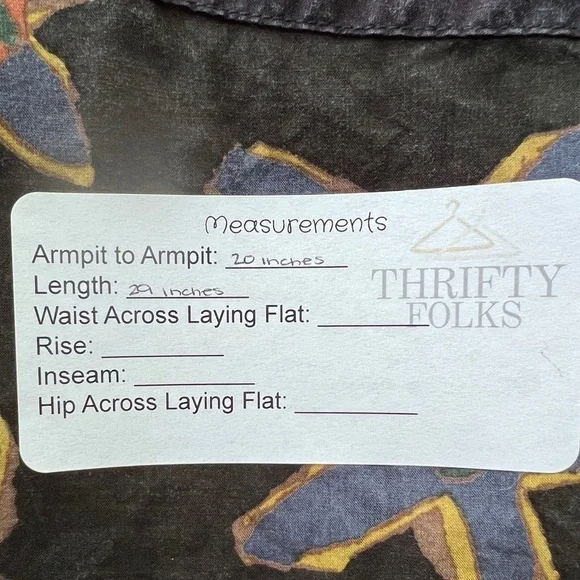 Measurements
Armpit to Armpit: 20 inches
Length: 29 inches
THRIFTY
Waist Across Laying Flat:
FOLKS
Rise:
Inseam:
Hip Across Laying Flat: